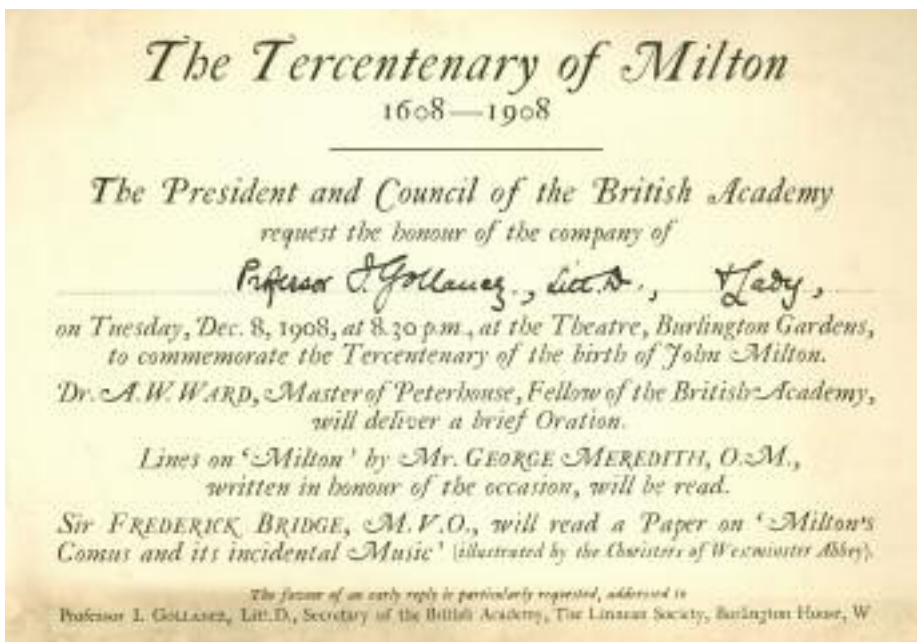 The Tercentenary of Milton
1608—1908
The President and Council of the British Academy
request the honour of the company of
Professor I. Gollancz., Litt.D., & Lady,
on Tuesday, Dec. 8, 1908, at 8.30 p.m., at the Theatre, Burlington Gardens,
to commemorate the Tercentenary of the birth of John Milton.
Dr. A. W. WARD, Master of Peterhouse, Fellow of the British Academy,
will deliver a brief Oration.
Lines on ‘Milton’ by Mr. GEORGE MEREDITH, O.M.,
written in honour of the occasion, will be read.
Sir FREDERICK BRIDGE, M.V.O., will read a Paper on ‘Milton's
Comus and its incidental Music’ (illustrated by the Choristers of Westminster Abbey).
The favour of an early reply is particularly requested, addressed to
Professor I. GOLLANCZ, Litt.D., Secretary of the British Academy, The Linnean Society, Burlington House, W